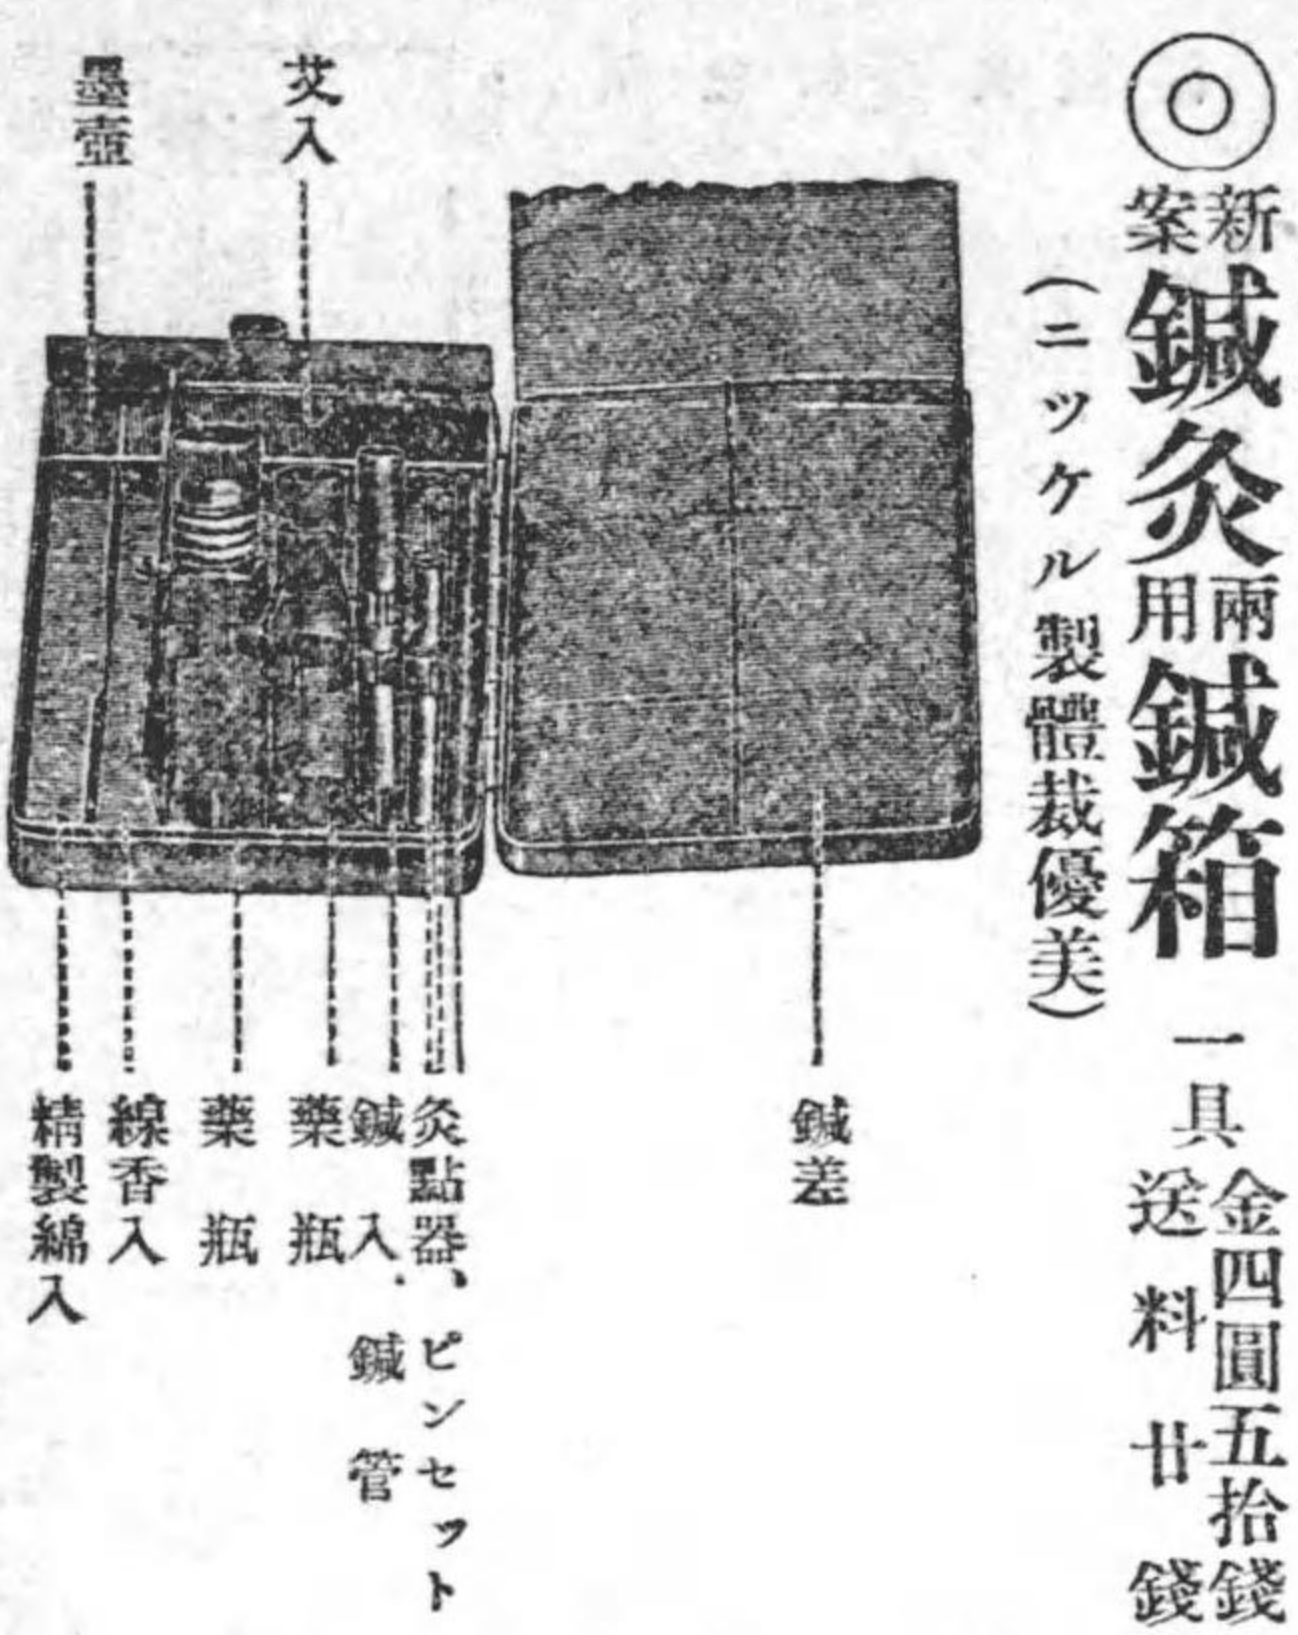 ◎新案鍼灸兩用鍼箱 一具 金四圓五拾錢 送料廿錢
(ニッケル製體裁優美)
鍼差
艾入
墨壺
灸點器、ピンセット
鍼入、鍼管
藥瓶
藥瓶
線香入
精製綿入